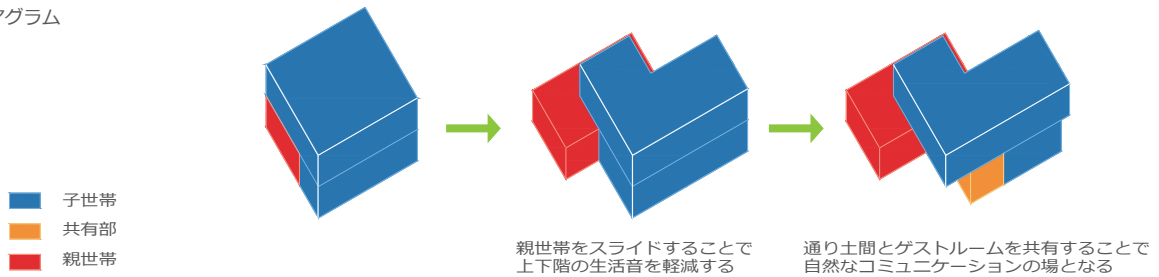 グラム
子世帯
共有部
親世帯
親世帯をスライドすることで
上下階の生活音を軽減する
通り土間とゲストルームを共有することで
自然なコミュニケーションの場となる